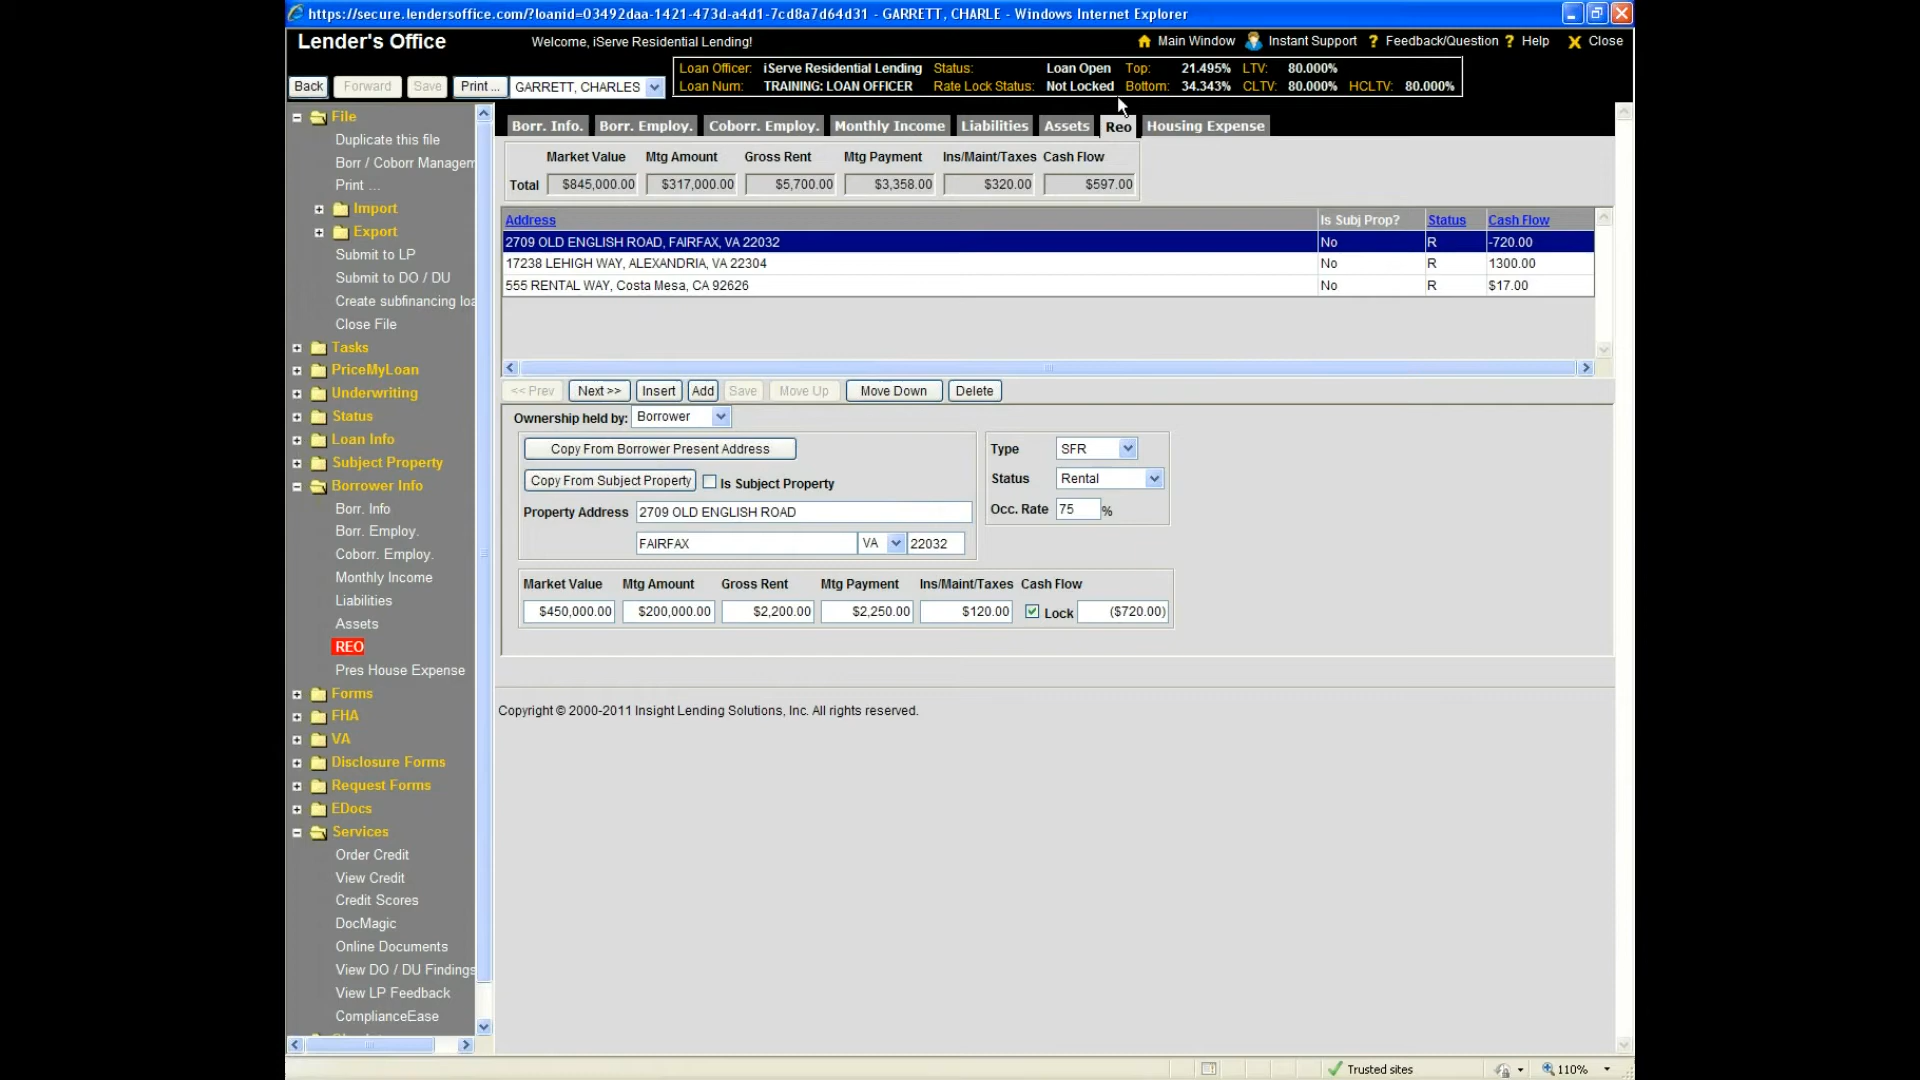 https://secure.lendersoffice.com/?loanid=03492daa-1421-473d-a4d1-7cd8a7d64d31 - GARRETT, CHARLE - Windows Internet Explorer
Lender's Office
Welcome, iServe Residential Lending!
Main Window
Instant Support
? Feedback/Question
? Help
X Close
Back
Forward
Save
Print ...
GARRETT, CHARLES
Loan Officer: iServe Residential Lending Status: Loan Open Top: 21.495% LTV: 80.000%
Loan Num: TRAINING: LOAN OFFICER Rate Lock Status: Not Locked Bottom: 34.343% CLTV: 80.000% HCLTV: 80.000%
File
Duplicate this file
Borr / Coborr Managem
Print ...
Import
Export
Submit to LP
Submit to DO / DU
Create subfinancing loa
Close File
Tasks
PriceMyLoan
Underwriting
Status
Loan Info
Subject Property
Borrower Info
Borr. Info
Borr. Employ.
Coborr. Employ.
Monthly Income
Liabilities
Assets
REO
Pres House Expense
Forms
FHA
VA
Disclosure Forms
Request Forms
EDocs
Services
Order Credit
View Credit
Credit Scores
DocMagic
Online Documents
View DO / DU Findings
View LP Feedback
ComplianceEase
Borr. Info. Borr. Employ. Coborr. Employ. Monthly Income Liabilities Assets Reo Housing Expense
Market Value Mtg Amount Gross Rent Mtg Payment Ins/Maint/Taxes Cash Flow
Total $845,000.00 $317,000.00 $5,700.00 $3,358.00 $320.00 $597.00
Address Is Subj Prop? Status Cash Flow
2709 OLD ENGLISH ROAD, FAIRFAX, VA 22032 No R -720.00
17238 LEHIGH WAY, ALEXANDRIA, VA 22304 No R 1300.00
555 RENTAL WAY, Costa Mesa, CA 92626 No R $17.00
<< Prev Next >> Insert Add Save Move Up Move Down Delete
Ownership held by: Borrower
Copy From Borrower Present Address
Copy From Subject Property Is Subject Property
Property Address 2709 OLD ENGLISH ROAD
FAIRFAX VA 22032
Type SFR
Status Rental
Occ. Rate 75 %
Market Value Mtg Amount Gross Rent Mtg Payment Ins/Maint/Taxes Cash Flow
$450,000.00 $200,000.00 $2,200.00 $2,250.00 $120.00 Lock ($720.00)
Copyright © 2000-2011 Insight Lending Solutions, Inc. All rights reserved.
Trusted sites
110%